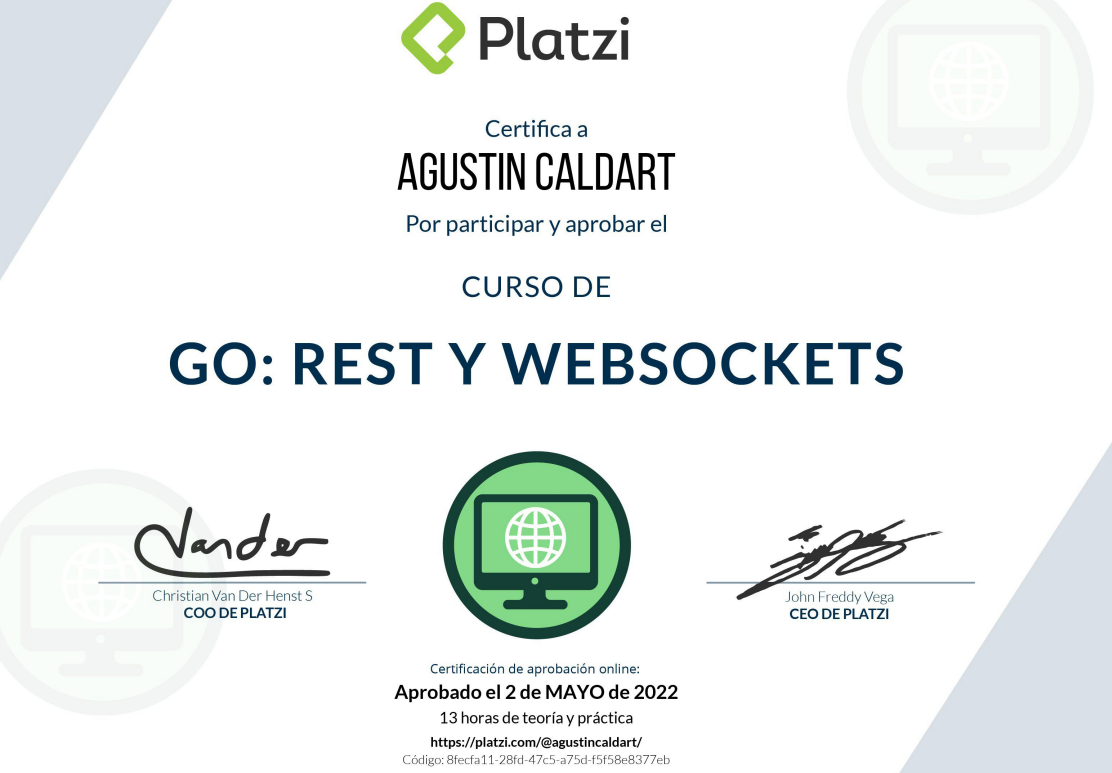 Platzi
Certifica a
AGUSTIN CALDART
Por participar y aprobar el
CURSO DE
GO: REST Y WEBSOCKETS
Vander
Christian Van Der Henst S
COO DE PLATZI
John Freddy Vega
CEO DE PLATZI
Certificación de aprobación online:
Aprobado el 2 de MAYO de 2022
13 horas de teoría y práctica
https://platzi.com/@agustincaldart/
Código: 8fecfa11-28fd-47c5-a75d-f5f58e8377eb